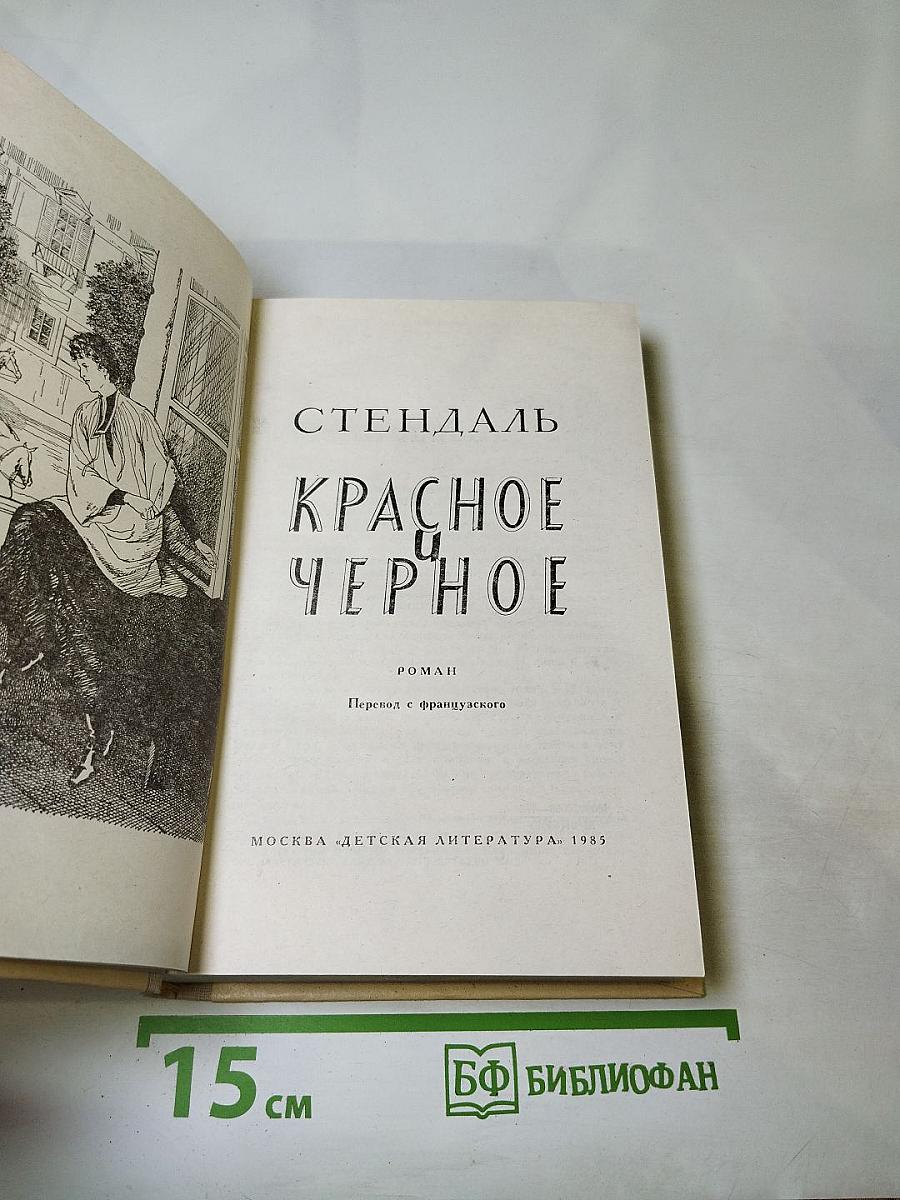 СТЕНДАЛЬ
КРАСНОЕ
и
ЧЕРНОЕ
РОМАН
Перевод с французского
МОСКВА «ДЕТСКАЯ ЛИТЕРАТУРА» 1985
15 см
БФ БИБЛИОФАН